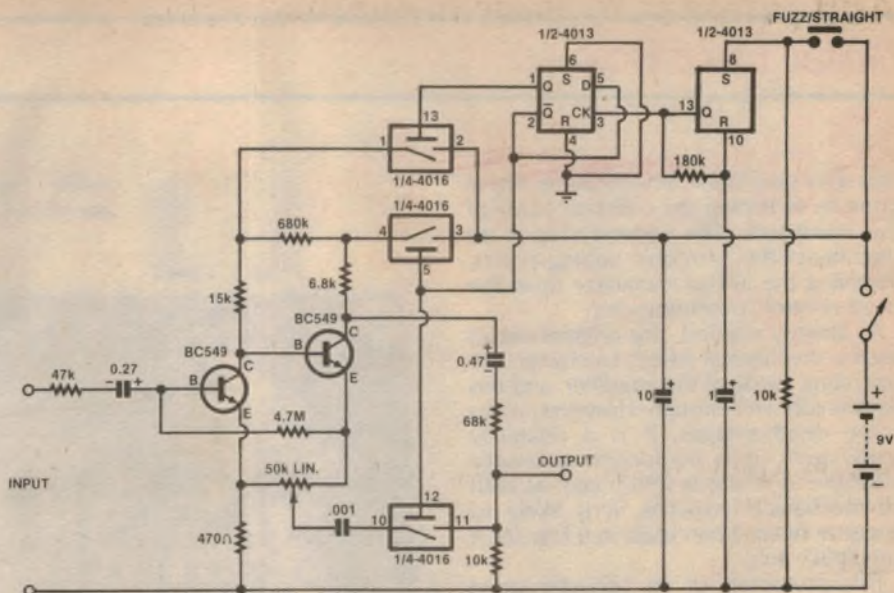 FUZZ/STRAIGHT
1/2-4013
1/2-4013
6
S
1
Q
D
5
2
Q̅
CK
3
R
4
8
S
13
Q
R
10
180k
13
1
2
1/4-4016
1/4-4016
4
3
5
680k
15k
6.8k
BC549
B
C
E
BC549
B
C
E
47k
0.27
-
+
4.7M
50k LIN.
.001
470Ω
INPUT
0.47
+
-
68k
OUTPUT
12
10
11
1/4-4016
10k
10
+
1
+
10k
+
9V
-